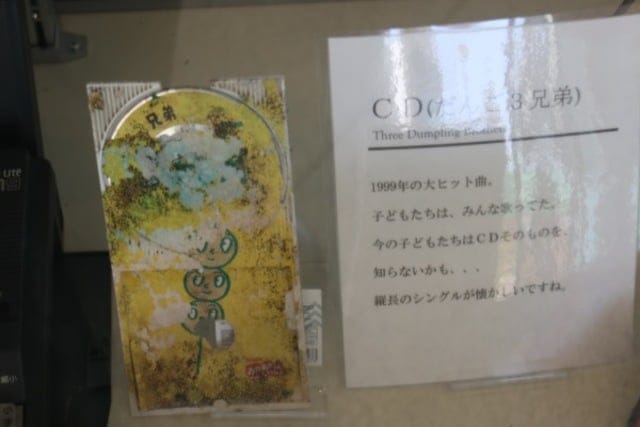 兄弟
CD(だんご3兄弟)
Three Dumpling Brothers
1999年の大ヒット曲。
子どもたちは、みんな歌ってた。
今の子どもたちはCDそのものを、
知らないかも、、、
縦長のシングルが懐かしいですね。